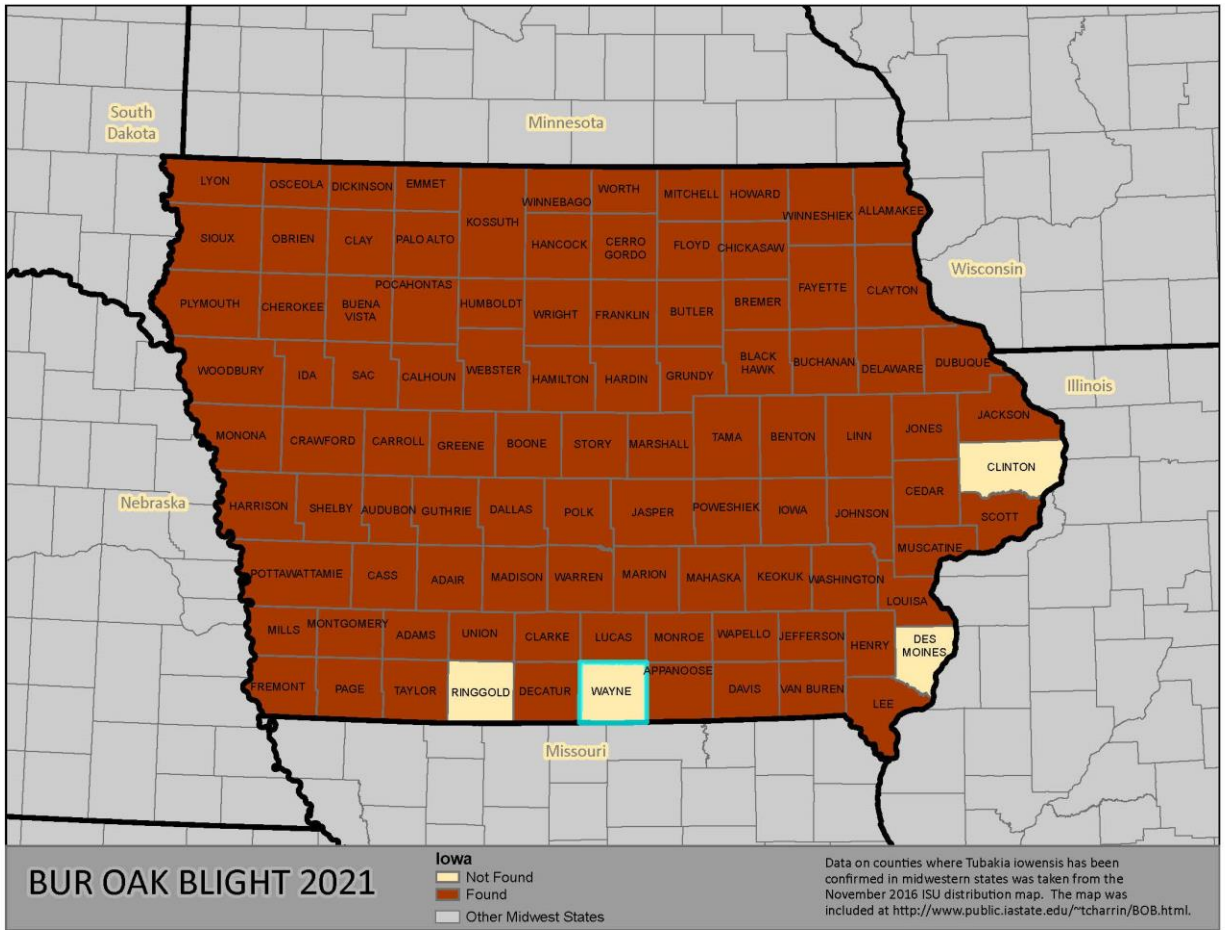 South
Dakota
Minnesota
LYON
OSCEOLA
DICKINSON
EMMET
KOSSUTH
WINNEBAGO
WORTH
MITCHELL
HOWARD
WINNESHIEK
ALLAMAKEE
SIOUX
OBRIEN
CLAY
PALO ALTO
HANCOCK
CERRO
GORDO
FLOYD
CHICKASAW
Wisconsin
PLYMOUTH
CHEROKEE
BUENA
VISTA
POCAHONTAS
HUMBOLDT
WRIGHT
FRANKLIN
BUTLER
BREMER
FAYETTE
CLAYTON
WOODBURY
IDA
SAC
CALHOUN
WEBSTER
HAMILTON
HARDIN
GRUNDY
BLACK
HAWK
BUCHANAN
DELAWARE
DUBUQUE
Illinois
MONONA
CRAWFORD
CARROLL
GREENE
BOONE
STORY
MARSHALL
TAMA
BENTON
LINN
JONES
JACKSON
CLINTON
Nebraska
HARRISON
SHELBY
AUDUBON
GUTHRIE
DALLAS
POLK
JASPER
POWESHIEK
IOWA
JOHNSON
CEDAR
SCOTT
MUSCATINE
POTTAWATTAMIE
CASS
ADAIR
MADISON
WARREN
MARION
MAHASKA
KEOKUK
WASHINGTON
LOUISA
MILLS
MONTGOMERY
ADAMS
UNION
CLARKE
LUCAS
MONROE
WAPELLO
JEFFERSON
HENRY
DES
MOINES
FREMONT
PAGE
TAYLOR
RINGGOLD
DECATUR
WAYNE
APPANOOSE
DAVIS
VAN BUREN
LEE
Missouri
BUR OAK BLIGHT 2021
Iowa
Not Found
Found
Other Midwest States
Data on counties where Tubakia iowensis has been
confirmed in midwestern states was taken from the
November 2016 ISU distribution map. The map was
included at http://www.public.iastate.edu/~tcharrin/BOB.html.